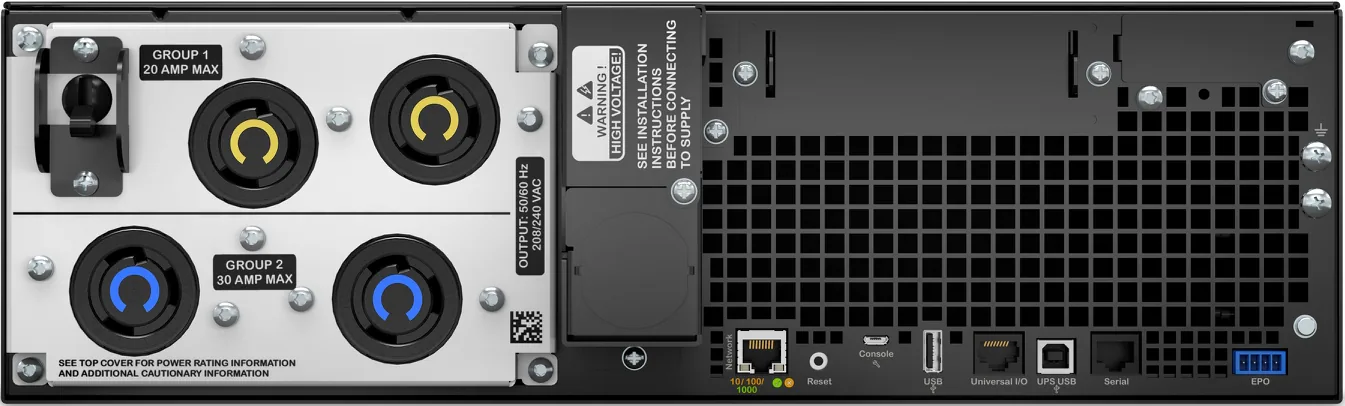 GROUP 1
20 AMP MAX
GROUP 2
30 AMP MAX
OUTPUT: 50/60 Hz
208/240 VAC
SEE TOP COVER FOR POWER RATING INFORMATION
AND ADDITIONAL CAUTIONARY INFORMATION
WARNING!
HIGH VOLTAGE!
SEE INSTALLATION
INSTRUCTIONS
BEFORE CONNECTING
TO SUPPLY
Network
10/100/
1000
Reset
Console
USB
Universal I/O
UPS USB
Serial
EPO